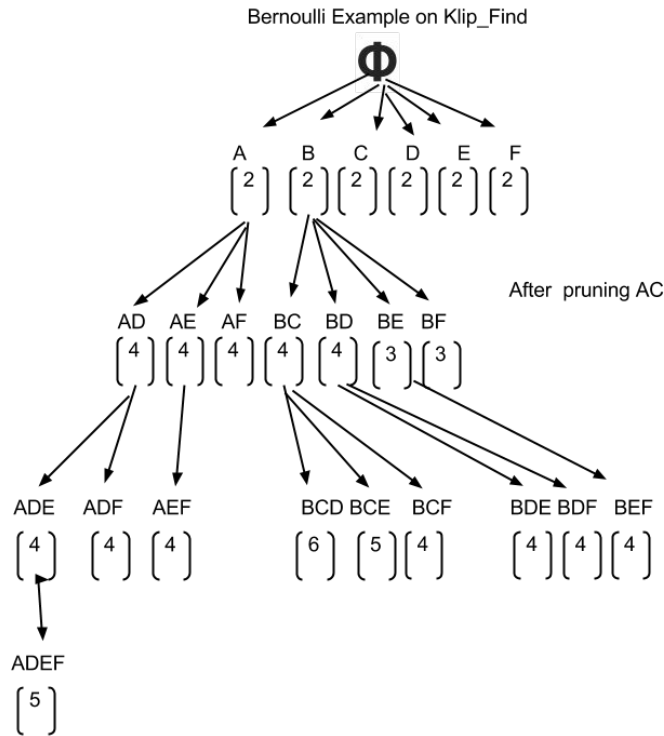 Bernoulli Example on Klip_Find
Φ
A B C D E F
2 2 2 2 2 2
After pruning AC
AD AE AF BC BD BE BF
4 4 4 4 4 3 3
ADE ADF AEF BCD BCE BCF BDE BDF BEF
4 4 4 6 5 4 4 4 4
ADEF
5